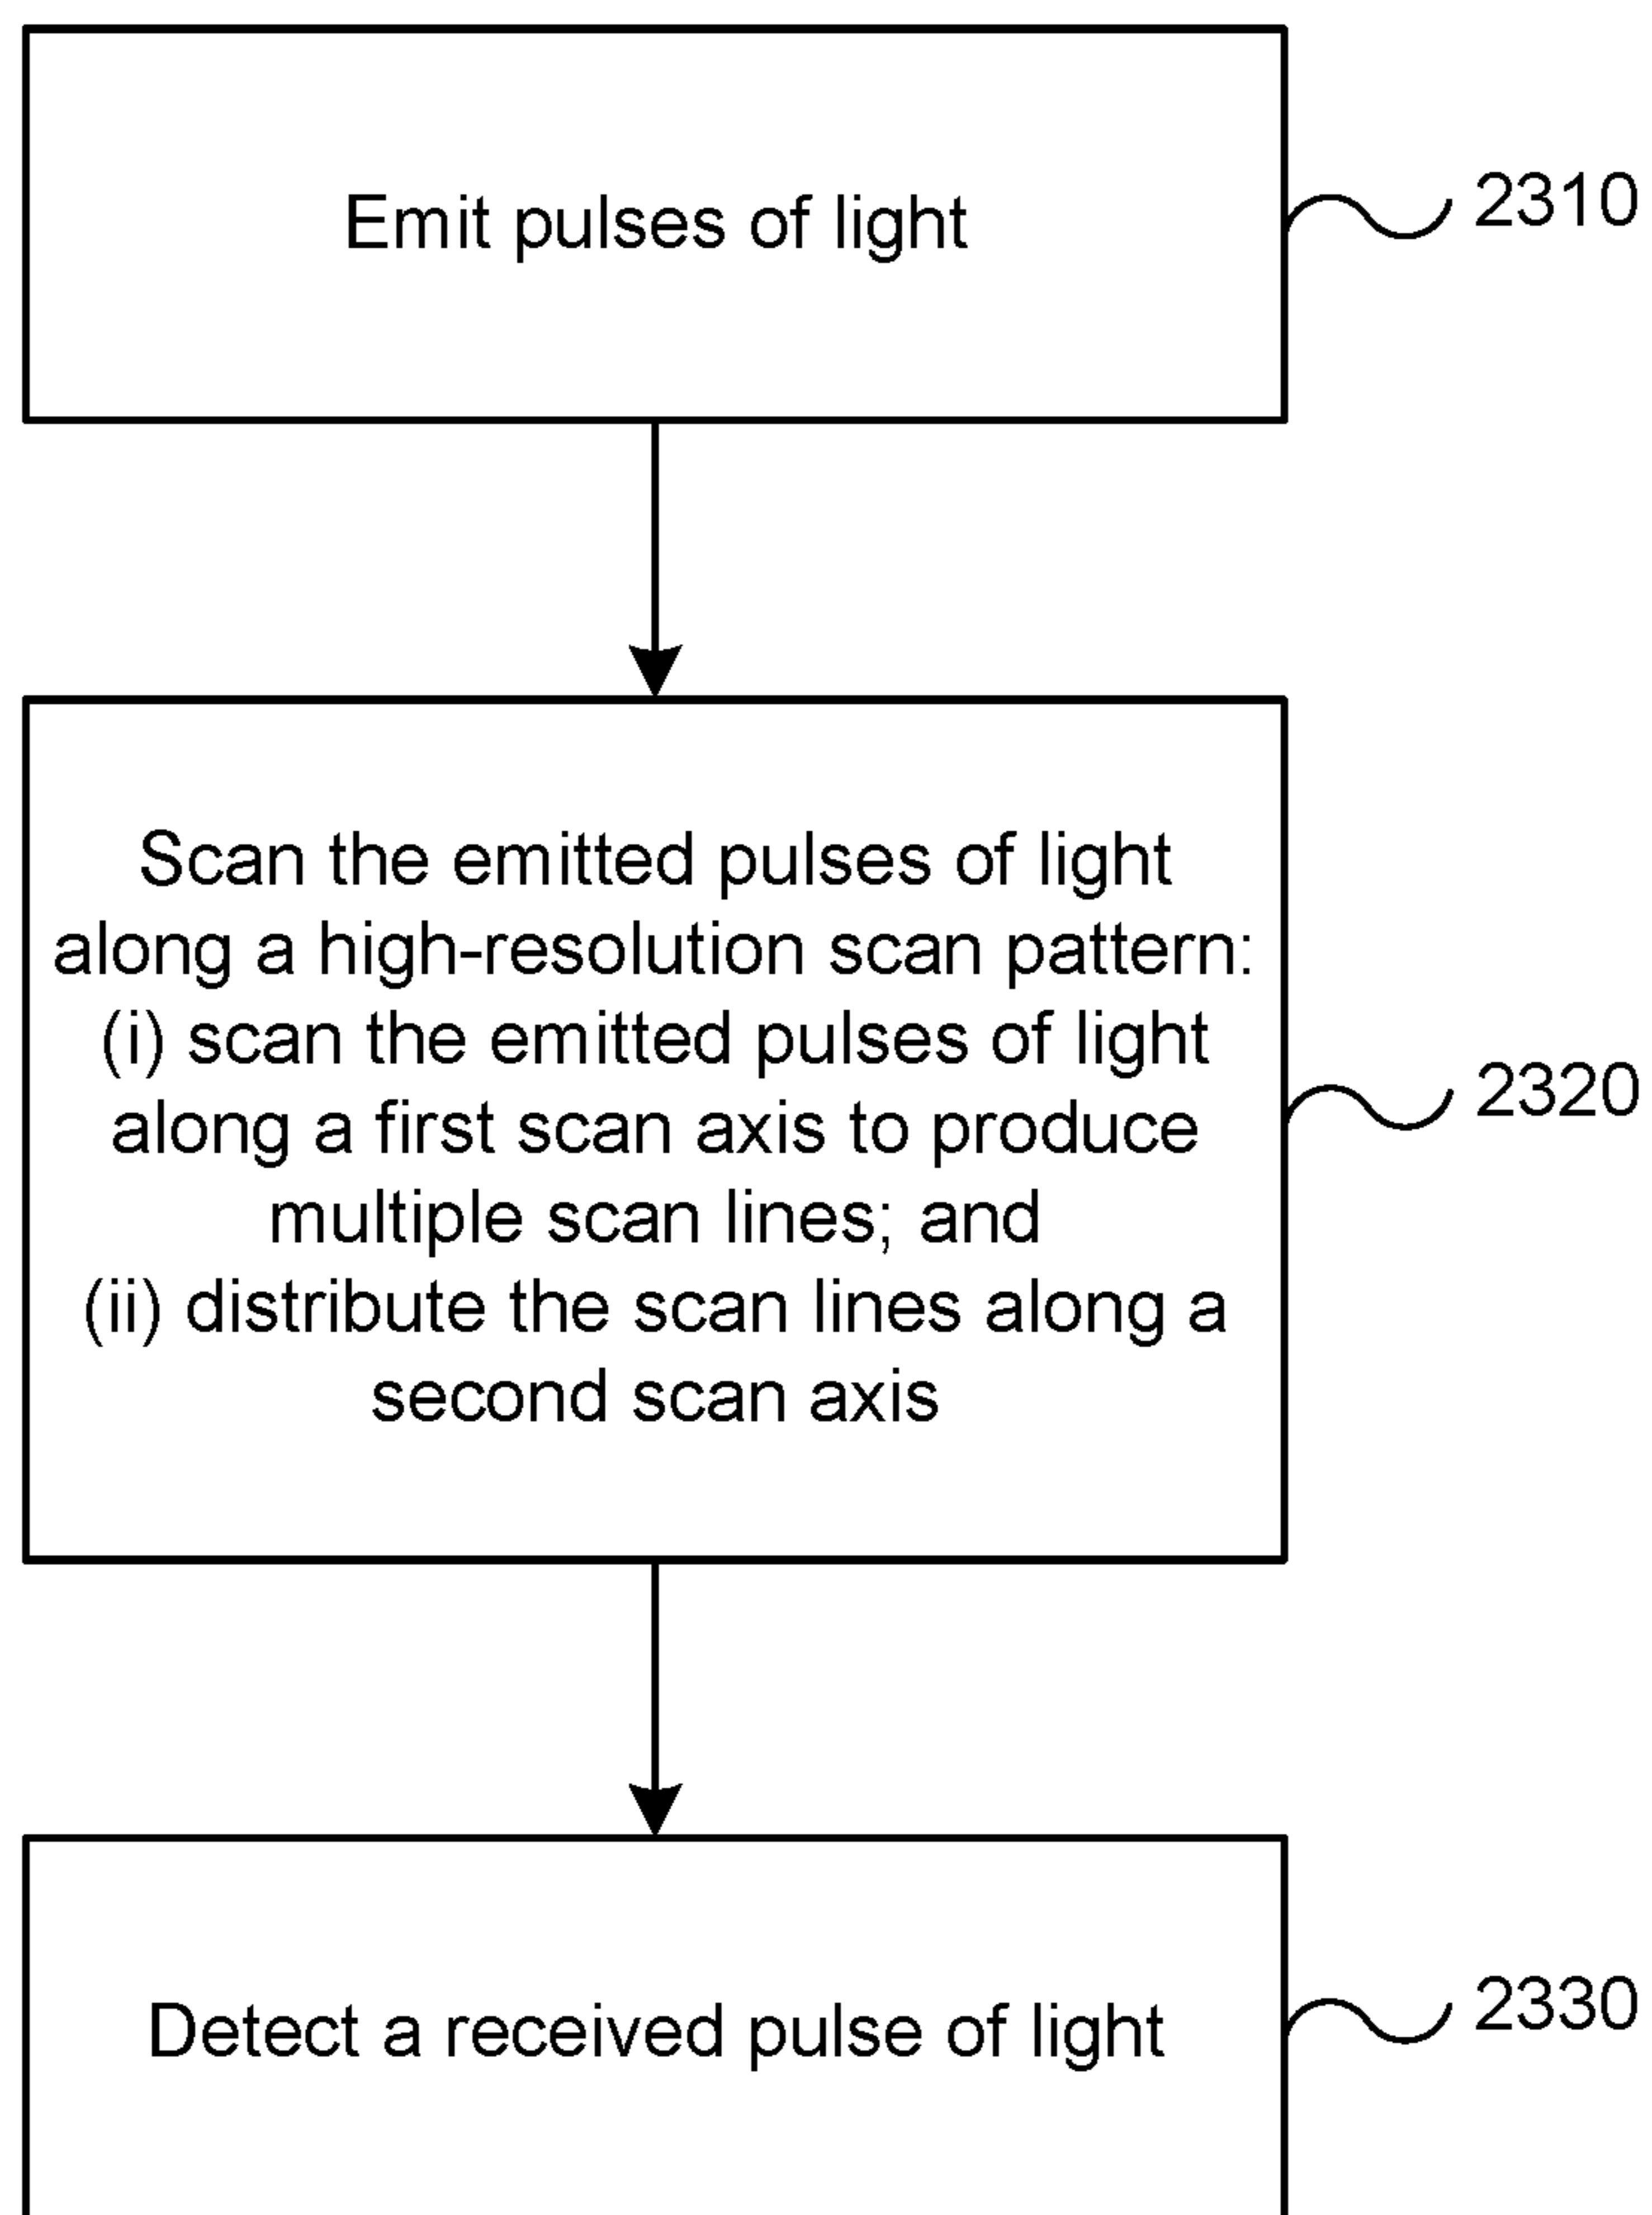 Emit pulses of light
2310
Scan the emitted pulses of light
along a high-resolution scan pattern:
(i) scan the emitted pulses of light
along a first scan axis to produce
multiple scan lines; and
(ii) distribute the scan lines along a
second scan axis
2320
Detect a received pulse of light
2330